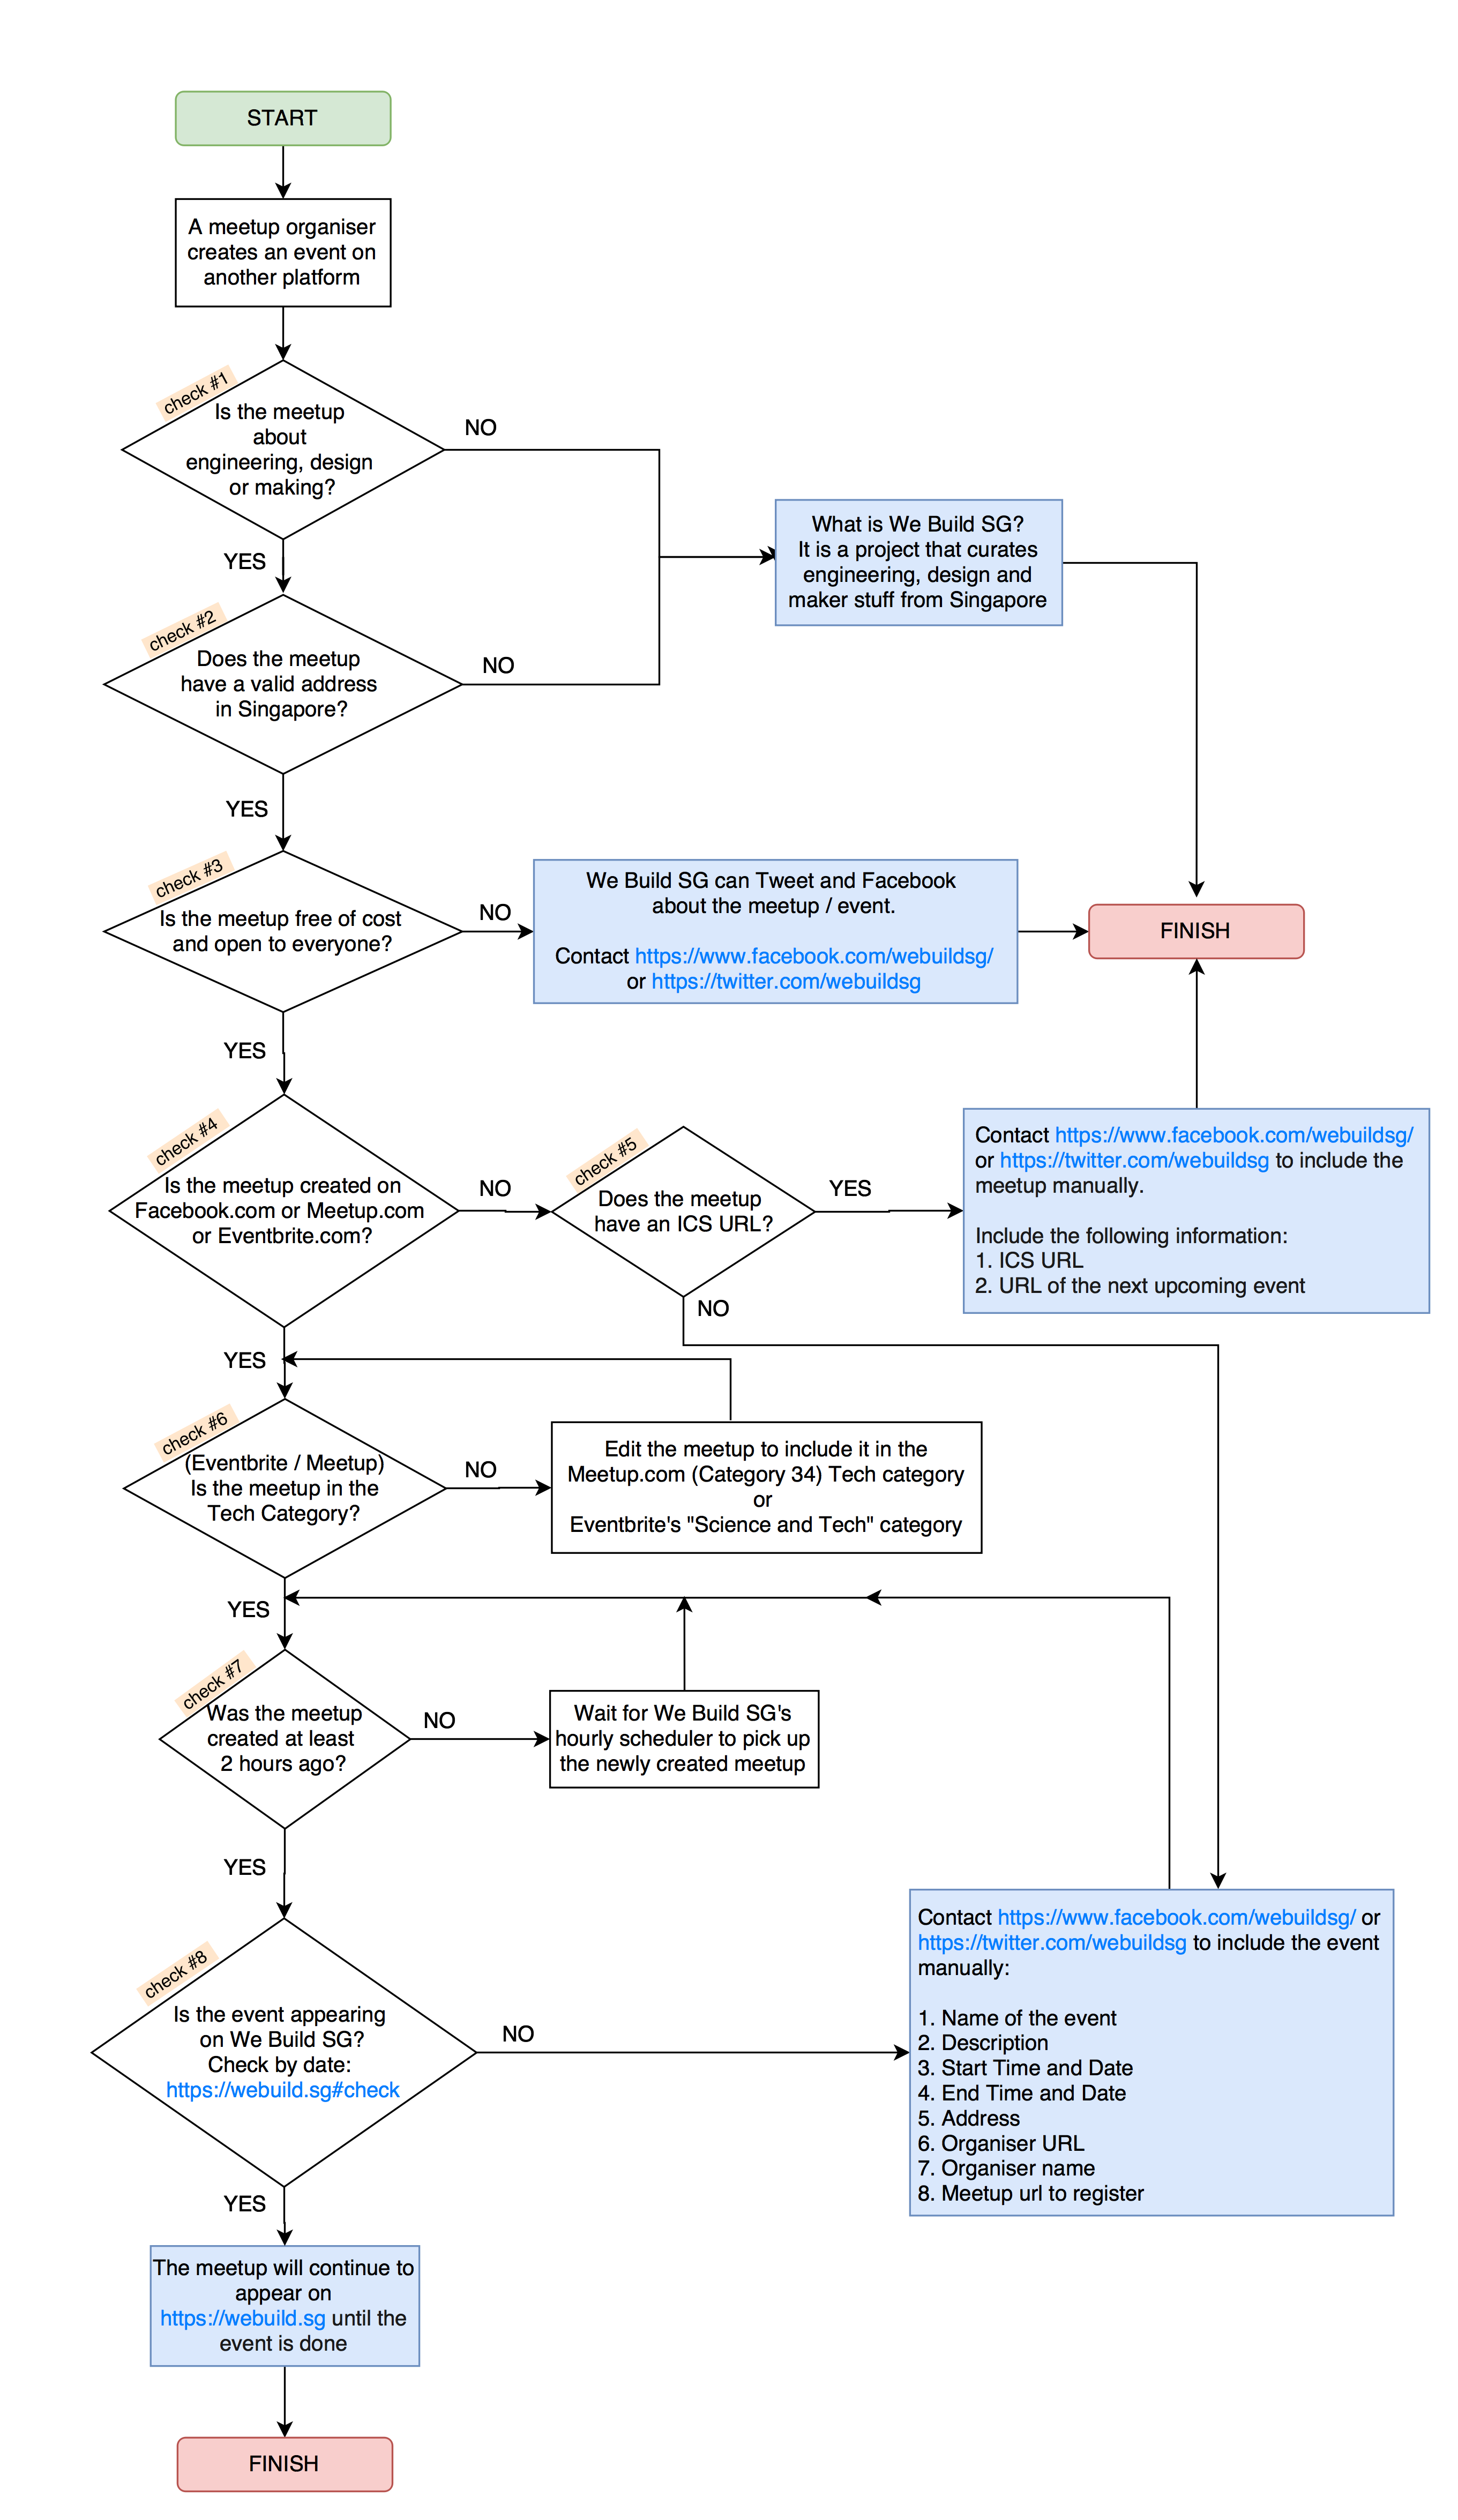 START
A meetup organiser
creates an event on
another platform
check #1
Is the meetup
about
engineering, design
or making?
NO
YES
What is We Build SG?
It is a project that curates
engineering, design and
maker stuff from Singapore
check #2
Does the meetup
have a valid address
in Singapore?
NO
YES
check #3
Is the meetup free of cost
and open to everyone?
NO
We Build SG can Tweet and Facebook
about the meetup / event.
Contact https://www.facebook.com/webuildsg/
or https://twitter.com/webuildsg
FINISH
YES
check #4
Is the meetup created on
Facebook.com or Meetup.com
or Eventbrite.com?
NO
check #5
Does the meetup
have an ICS URL?
YES
Contact https://www.facebook.com/webuildsg/
or https://twitter.com/webuildsg to include the
meetup manually.
Include the following information:
1. ICS URL
2. URL of the next upcoming event
NO
YES
check #6
(Eventbrite / Meetup)
Is the meetup in the
Tech Category?
NO
Edit the meetup to include it in the
Meetup.com (Category 34) Tech category
or
Eventbrite's "Science and Tech" category
YES
check #7
Was the meetup
created at least
2 hours ago?
NO
Wait for We Build SG's
hourly scheduler to pick up
the newly created meetup
YES
check #8
Is the event appearing
on We Build SG?
Check by date:
https://webuild.sg#check
NO
Contact https://www.facebook.com/webuildsg/ or
https://twitter.com/webuildsg to include the event
manually:
1. Name of the event
2. Description
3. Start Time and Date
4. End Time and Date
5. Address
6. Organiser URL
7. Organiser name
8. Meetup url to register
YES
The meetup will continue to
appear on
https://webuild.sg until the
event is done
FINISH